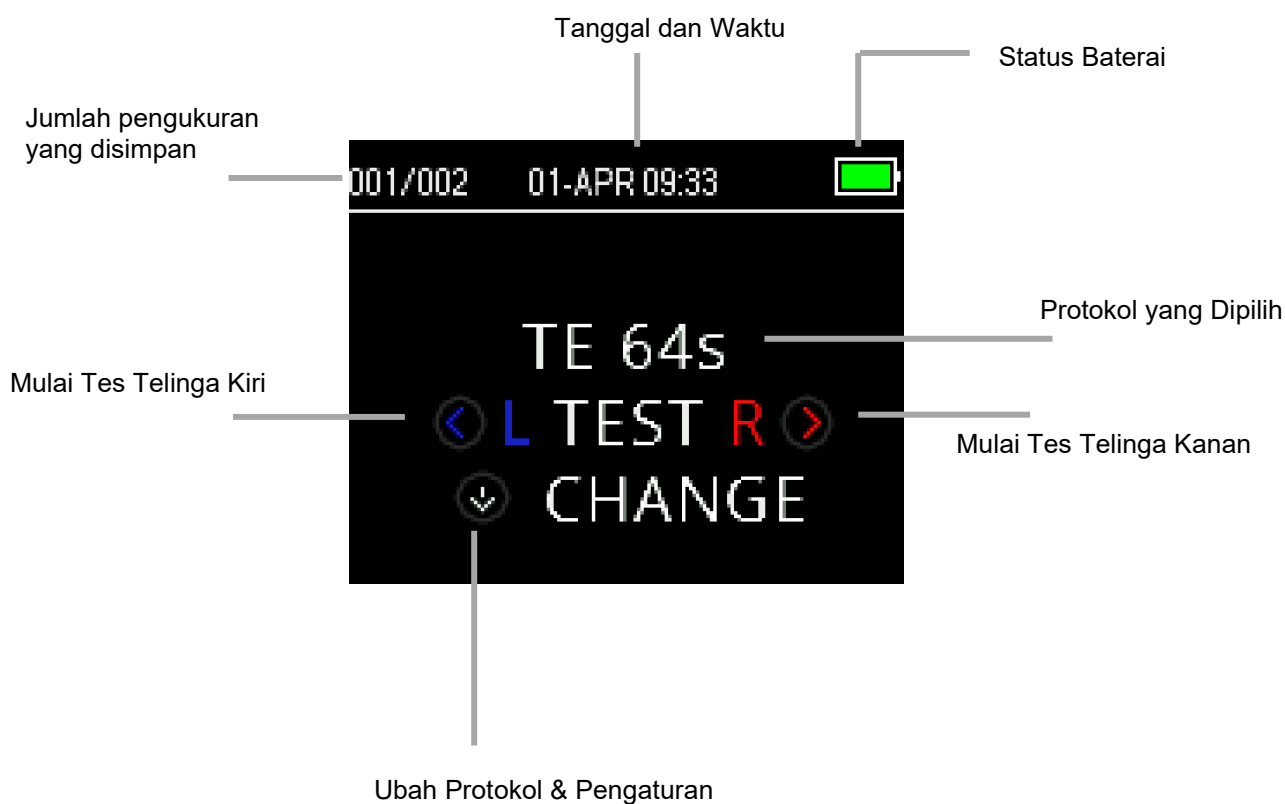 Tanggal dan Waktu
Status Baterai
Jumlah pengukuran
yang disimpan
001/002 01-APR 09:33
Protokol yang Dipilih
TE 64s
Mulai Tes Telinga Kiri
L TEST R
Mulai Tes Telinga Kanan
CHANGE
Ubah Protokol & Pengaturan